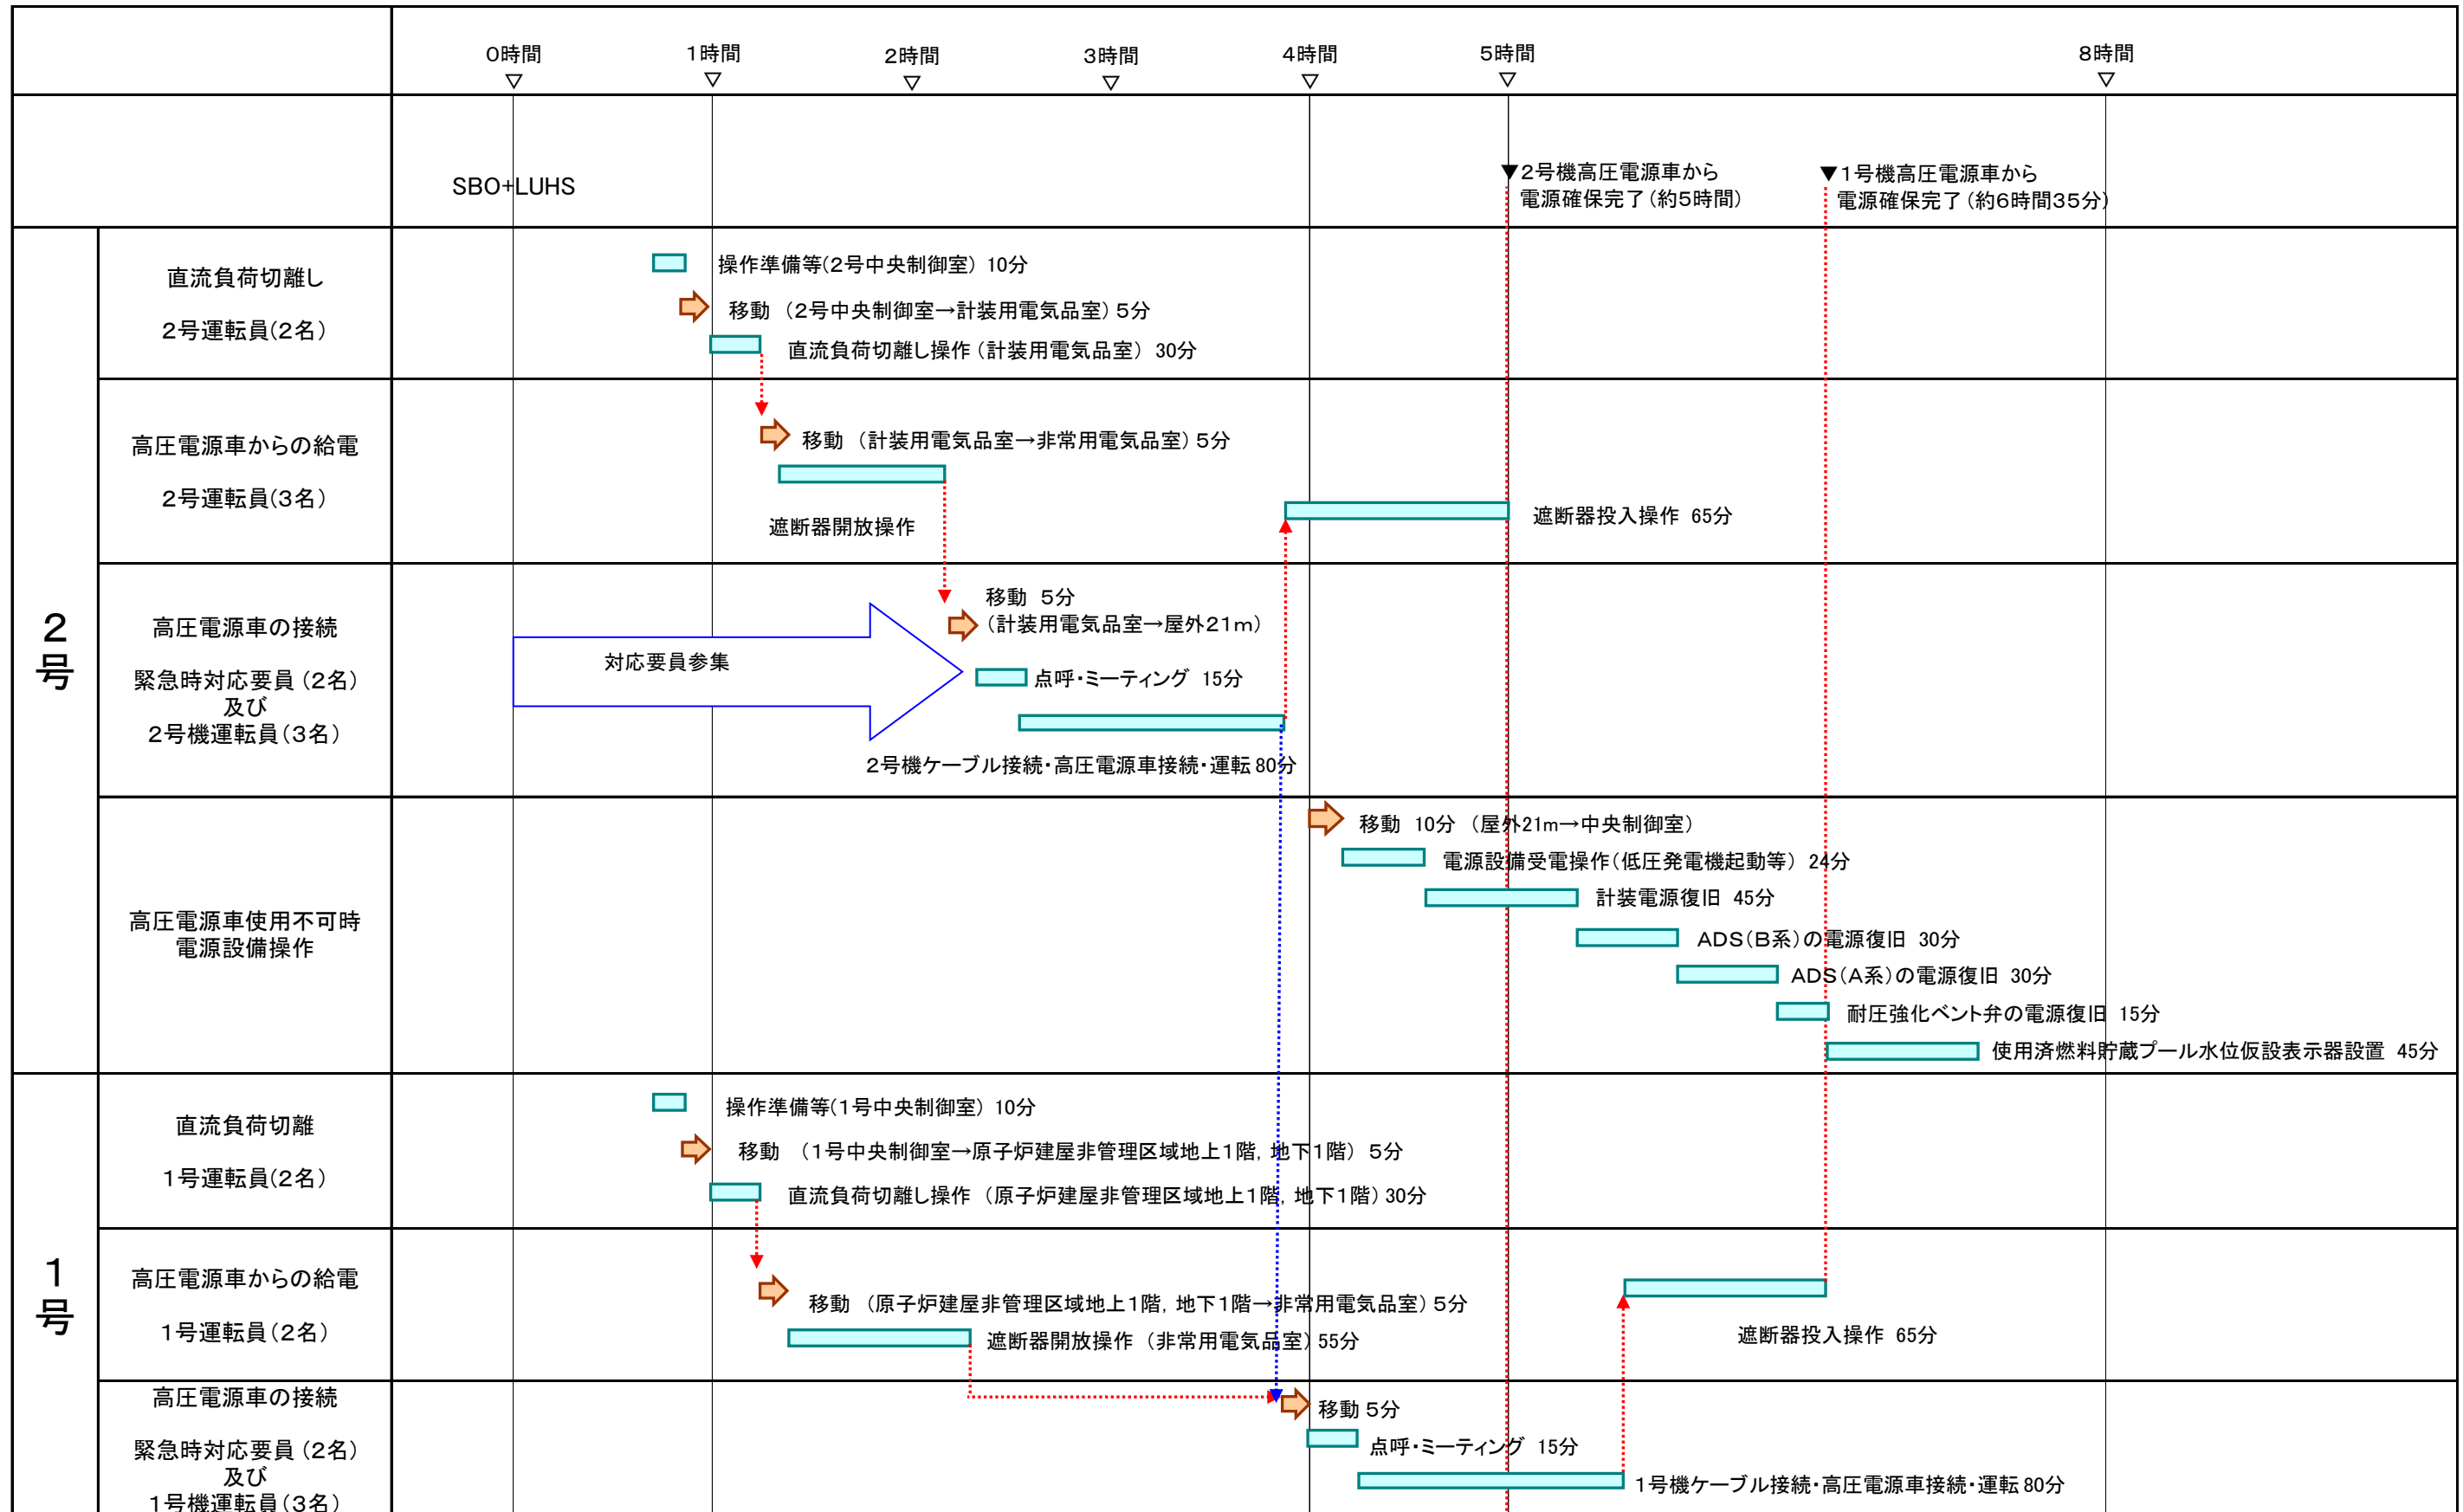 0時間
1時間
2時間
3時間
4時間
5時間
8時間
SBO+LUHS
▼2号機高圧電源車から
電源確保完了(約5時間)
▼1号機高圧電源車から
電源確保完了(約6時間35分)
2号
直流負荷切離し
2号運転員(2名)
操作準備等(2号中央制御室) 10分
移動 (2号中央制御室→計装用電気品室) 5分
直流負荷切離し操作(計装用電気品室) 30分
高圧電源車からの給電
2号運転員(3名)
移動 (計装用電気品室→非常用電気品室) 5分
遮断器開放操作
遮断器投入操作 65分
高圧電源車の接続
緊急時対応要員(2名)
及び
2号機運転員(3名)
対応要員参集
移動 5分
(計装用電気品室→屋外21m)
点呼・ミーティング 15分
2号機ケーブル接続・高圧電源車接続・運転 80分
高圧電源車使用不可時
電源設備操作
移動 10分 (屋外21m→中央制御室)
電源設備受電操作(低圧発電機起動等) 24分
計装電源復旧 45分
ADS(B系)の電源復旧 30分
ADS(A系)の電源復旧 30分
耐圧強化ベント弁の電源復旧 15分
使用済燃料貯蔵プール水位仮設表示器設置 45分
1号
直流負荷切離
1号運転員(2名)
操作準備等(1号中央制御室) 10分
移動 (1号中央制御室→原子炉建屋非管理区域地上1階, 地下1階) 5分
直流負荷切離し操作 (原子炉建屋非管理区域地上1階, 地下1階) 30分
高圧電源車からの給電
1号運転員(2名)
移動 (原子炉建屋非管理区域地上1階, 地下1階→非常用電気品室) 5分
遮断器開放操作 (非常用電気品室) 55分
遮断器投入操作 65分
高圧電源車の接続
緊急時対応要員(2名)
及び
1号機運転員(3名)
移動 5分
点呼・ミーティング 15分
1号機ケーブル接続・高圧電源車接続・運転 80分